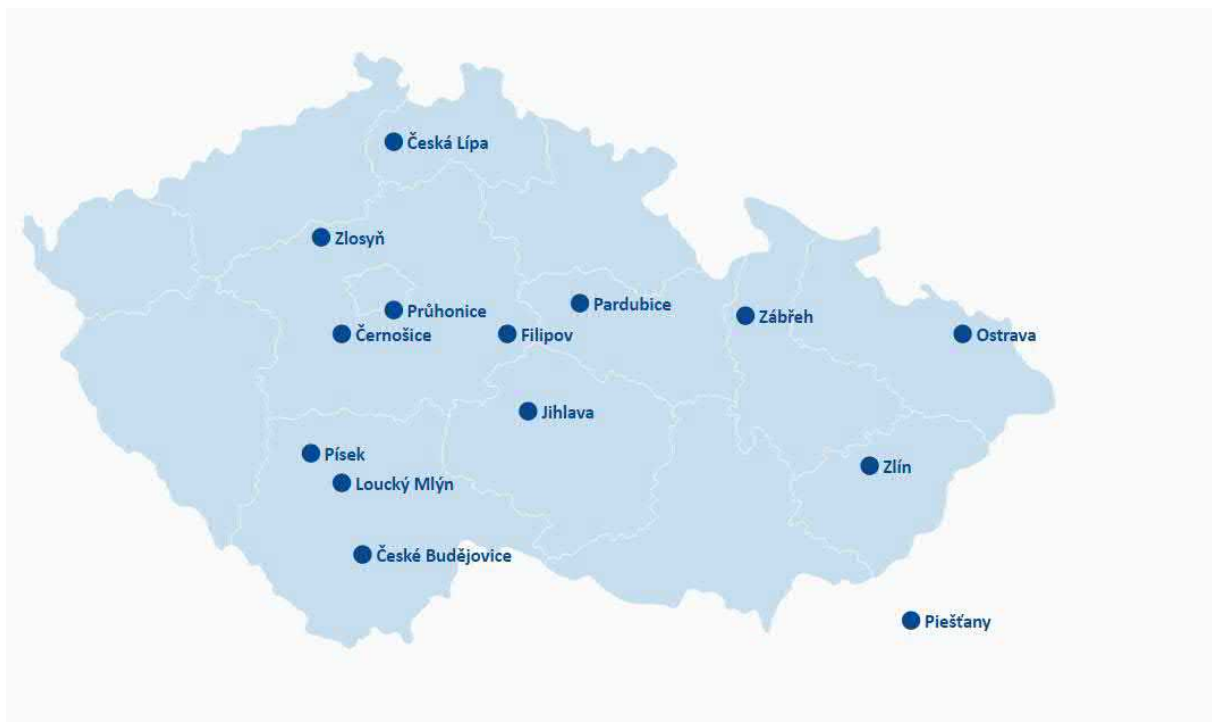 Česká Lípa
Zlosyň
Průhonice
Pardubice
Zábřeh
Černošice
Filipov
Ostrava
Jihlava
Písek
Zlín
Loucký Mlýn
České Budějovice
Piešťany